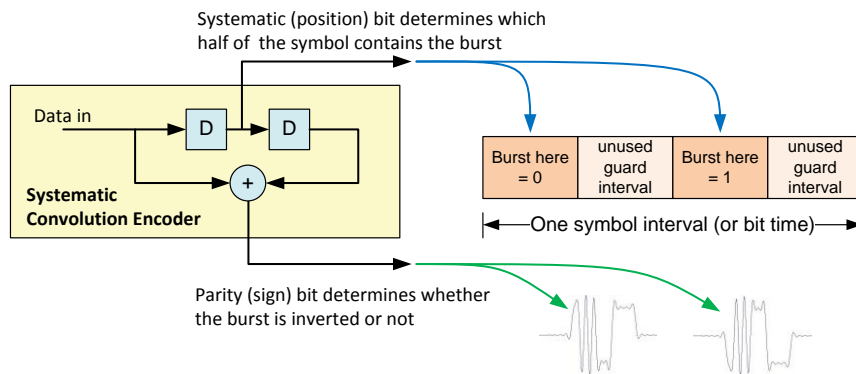 Systematic (position) bit determines which
half of the symbol contains the burst
Data in
D
D
+
Systematic
Convolution Encoder
Burst here
= 0
unused
guard
interval
Burst here
= 1
unused
guard
interval
One symbol interval (or bit time)
Parity (sign) bit determines whether
the burst is inverted or not